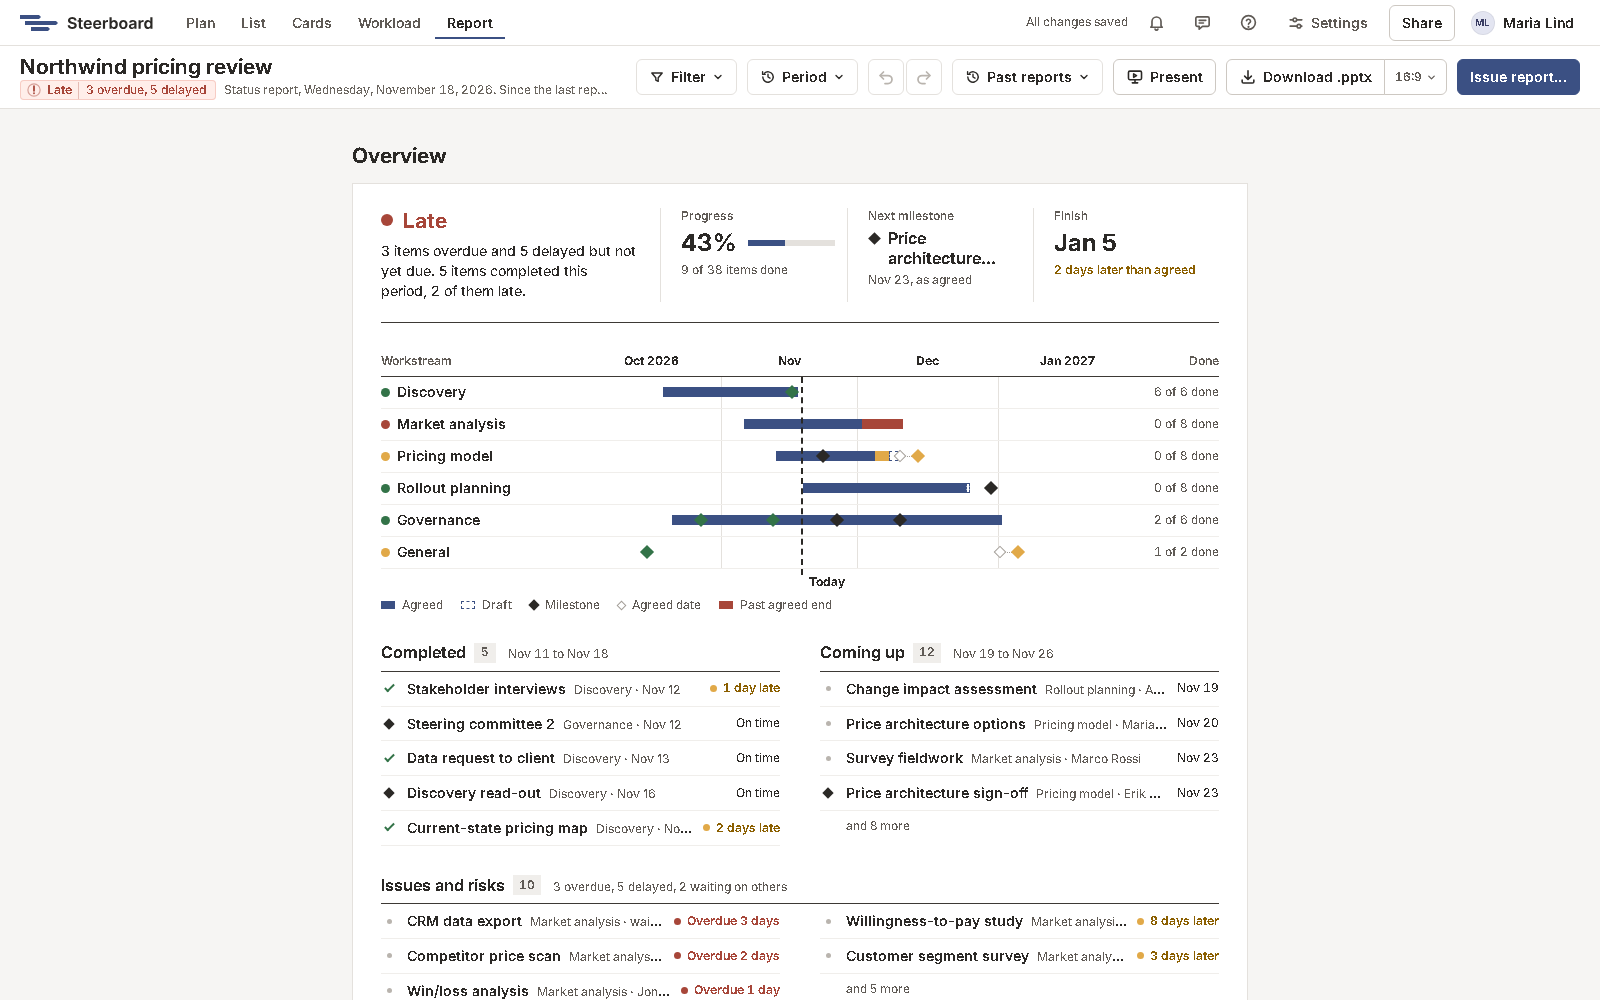 Steerboard Plan List Cards Workload Report All changes saved Settings Share ML Maria Lind
Northwind pricing review
Late 3 overdue, 5 delayed Status report, Wednesday, November 18, 2026. Since the last rep...
Filter Period Past reports Present Download .pptx 16:9 Issue report...
Overview
Late
3 items overdue and 5 delayed but not
yet due. 5 items completed this
period, 2 of them late.
Progress
43%
9 of 38 items done
Next milestone
Price
architecture...
Nov 23, as agreed
Finish
Jan 5
2 days later than agreed
Workstream Oct 2026 Nov Dec Jan 2027 Done
Discovery 6 of 6 done
Market analysis 0 of 8 done
Pricing model 0 of 8 done
Rollout planning 0 of 8 done
Governance 2 of 6 done
General 1 of 2 done
Today
Agreed Draft Milestone Agreed date Past agreed end
Completed 5 Nov 11 to Nov 18
Stakeholder interviews Discovery · Nov 12 1 day late
Steering committee 2 Governance · Nov 12 On time
Data request to client Discovery · Nov 13 On time
Discovery read-out Discovery · Nov 16 On time
Current-state pricing map Discovery · No... 2 days late
Coming up 12 Nov 19 to Nov 26
Change impact assessment Rollout planning · A... Nov 19
Price architecture options Pricing model · Maria... Nov 20
Survey fieldwork Market analysis · Marco Rossi Nov 23
Price architecture sign-off Pricing model · Erik ... Nov 23
and 8 more
Issues and risks 10 3 overdue, 5 delayed, 2 waiting on others
CRM data export Market analysis · wai... Overdue 3 days
Competitor price scan Market analys... Overdue 2 days
Win/loss analysis Market analysis · Jon... Overdue 1 day
Willingness-to-pay study Market analysi... 8 days later
Customer segment survey Market analy... 3 days later
and 5 more